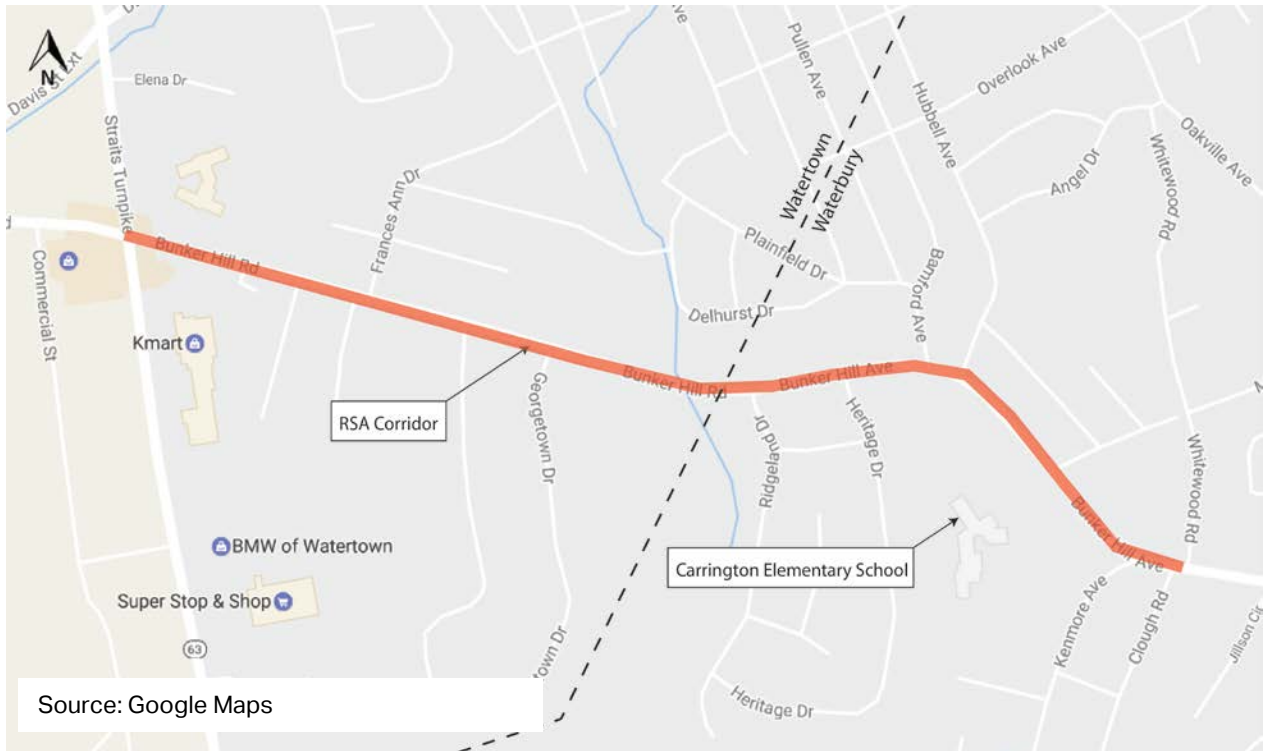 N
Davis St Ext
Elena Dr
Straits Turnpike
Pullen Ave
Overlook Ave
Hubbell Ave
Oakville Ave
Whitewood Rd
Angel Dr
Watertown
Waterbury
Frances Ann Dr
Plainfield Dr
Bunker Hill Rd
Commercial St
Delhurst Dr
Bamford Ave
Kmart
Bunker Hill Rd
Bunker Hill Ave
RSA Corridor
Georgetown Dr
Ridgeland Dr
Heritage Dr
Whitewood Rd
Bunker Hill Ave
BMW of Watertown
Carrington Elementary School
Super Stop & Shop
Kenmore Ave
Clough Rd
Jillson Cir
63
town Dr
Heritage Dr
Source: Google Maps